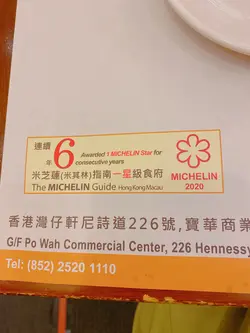 連續
6
年
Awarded 1 MICHELIN Star for
consecutive years
米芝蓮(米其林)指南一星級食府
The MICHELIN Guide Hong Kong Macau
MICHELIN
2020
香港灣仔軒尼詩道226號,寶華商業
G/F Po Wah Commercial Center, 226 Hennessy
Tel: (852) 2520 1110